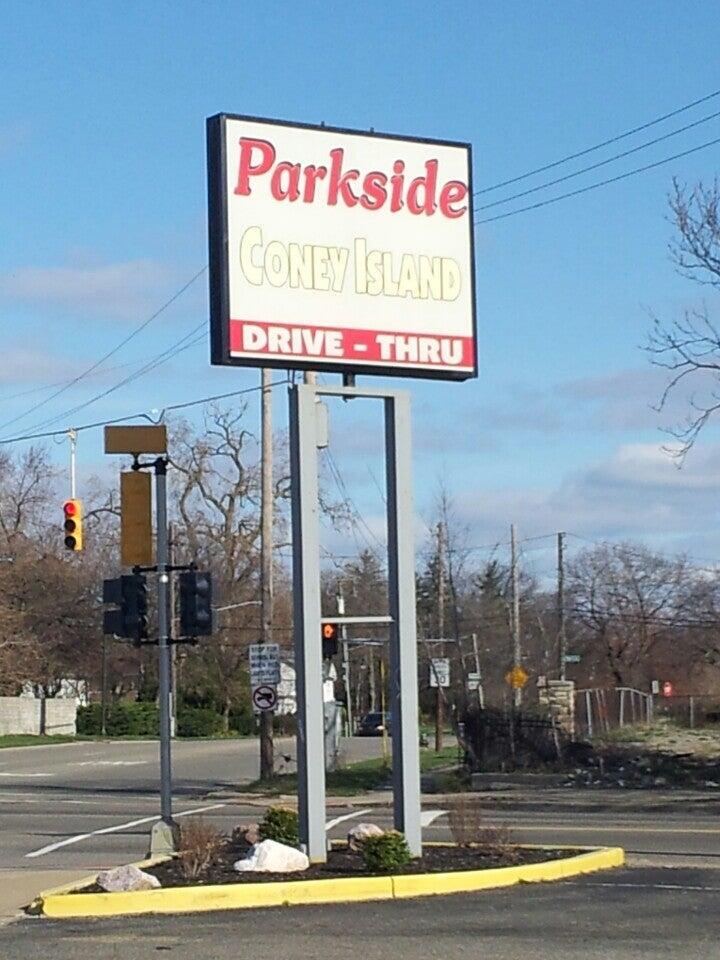 Parkside
CONEY ISLAND
DRIVE - THRU